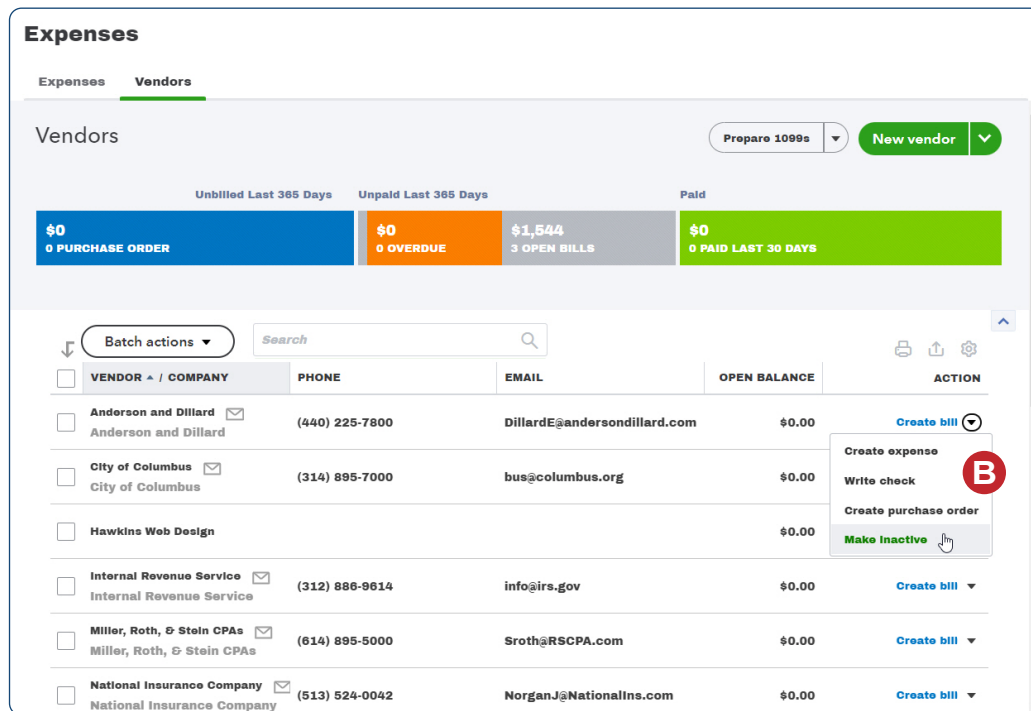 Expenses
Expenses Vendors
Vendors
Prepare 1099s New vendor
Unbilled Last 365 Days Unpaid Last 365 Days Paid
$0 $0 $1,544 $0
0 PURCHASE ORDER 0 OVERDUE 3 OPEN BILLS 0 PAID LAST 30 DAYS
Batch actions Search
VENDOR / COMPANY PHONE EMAIL OPEN BALANCE ACTION
Anderson and Dillard
Anderson and Dillard
(440) 225-7800 DillardE@andersondillard.com $0.00 Create bill
Create expense
Write check
Create purchase order
Make inactive
B
City of Columbus
City of Columbus
(314) 895-7000 bus@columbus.org $0.00
Hawkins Web Design $0.00
Internal Revenue Service
Internal Revenue Service
(312) 886-9614 info@irs.gov $0.00 Create bill
Miller, Roth, & Stein CPAs
Miller, Roth, & Stein CPAs
(614) 895-5000 Sroth@RSCPA.com $0.00 Create bill
National Insurance Company
National Insurance Company
(513) 524-0042 NorganJ@NationalIns.com $0.00 Create bill